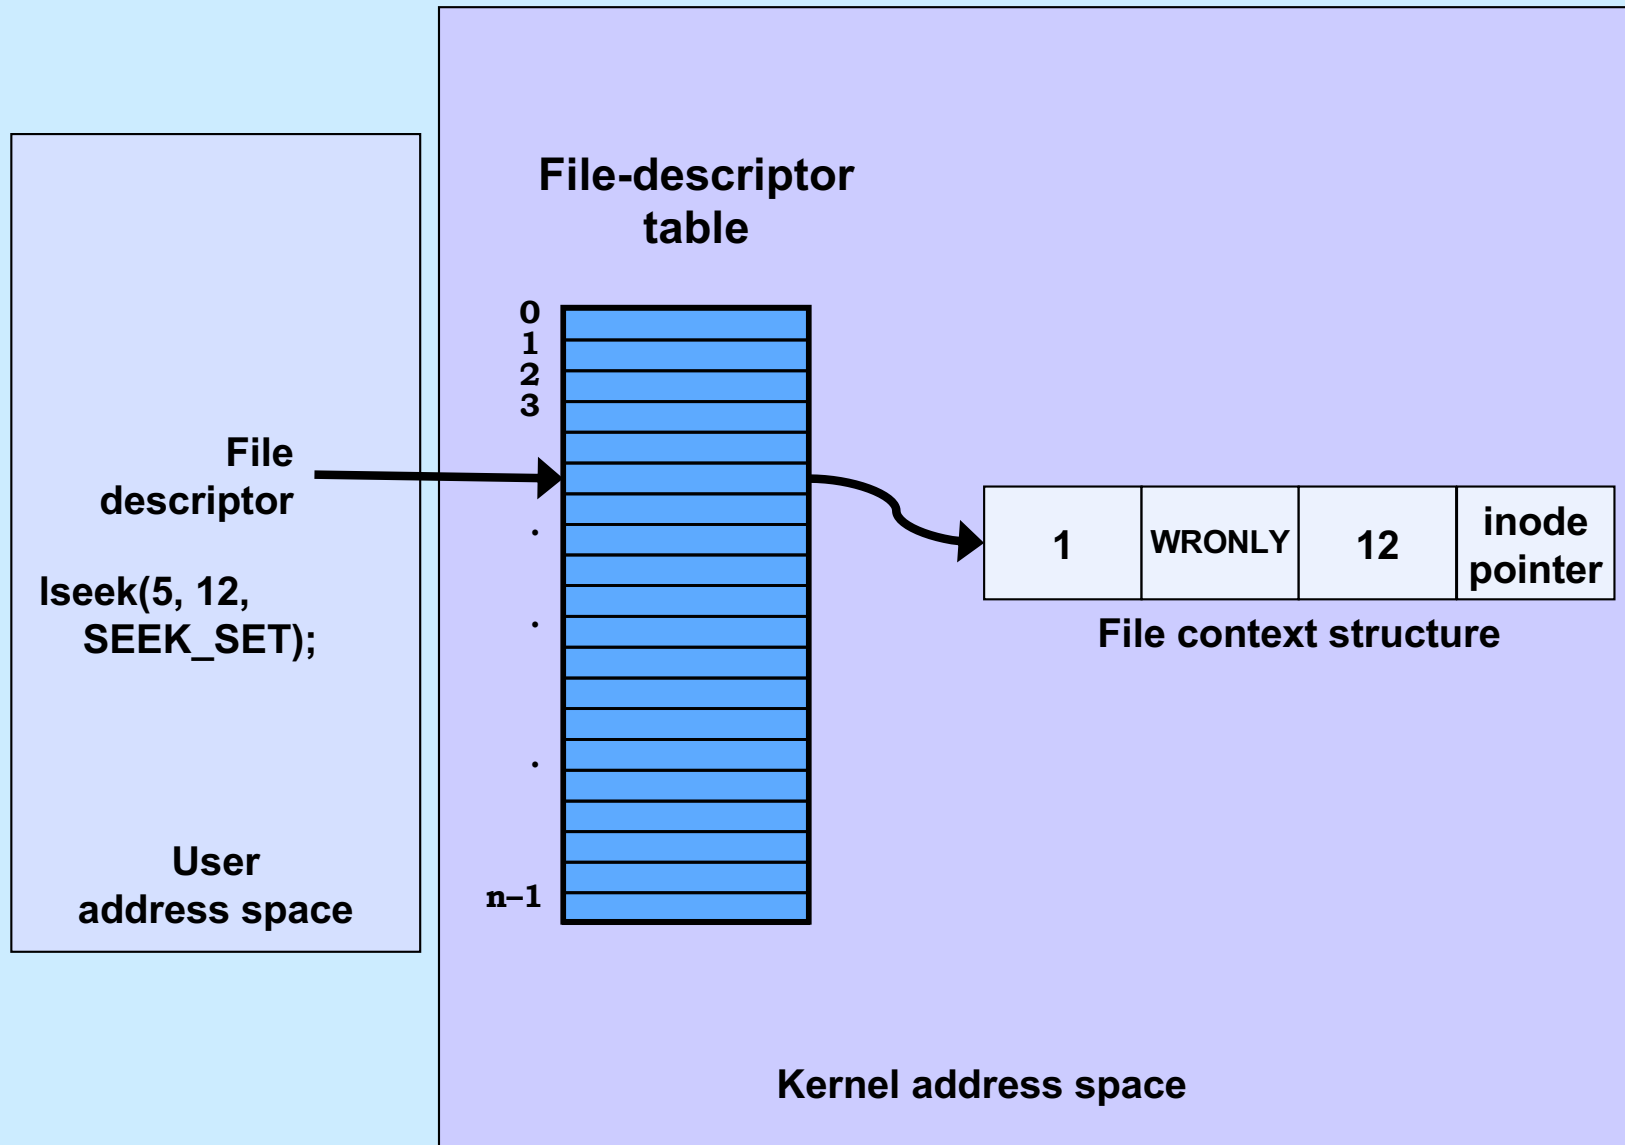 File-descriptor
table
0
1
2
3
.
.
.
n–1
File
descriptor
lseek(5, 12,
SEEK_SET);
User
address space
1 WRONLY 12 inode
pointer
File context structure
Kernel address space